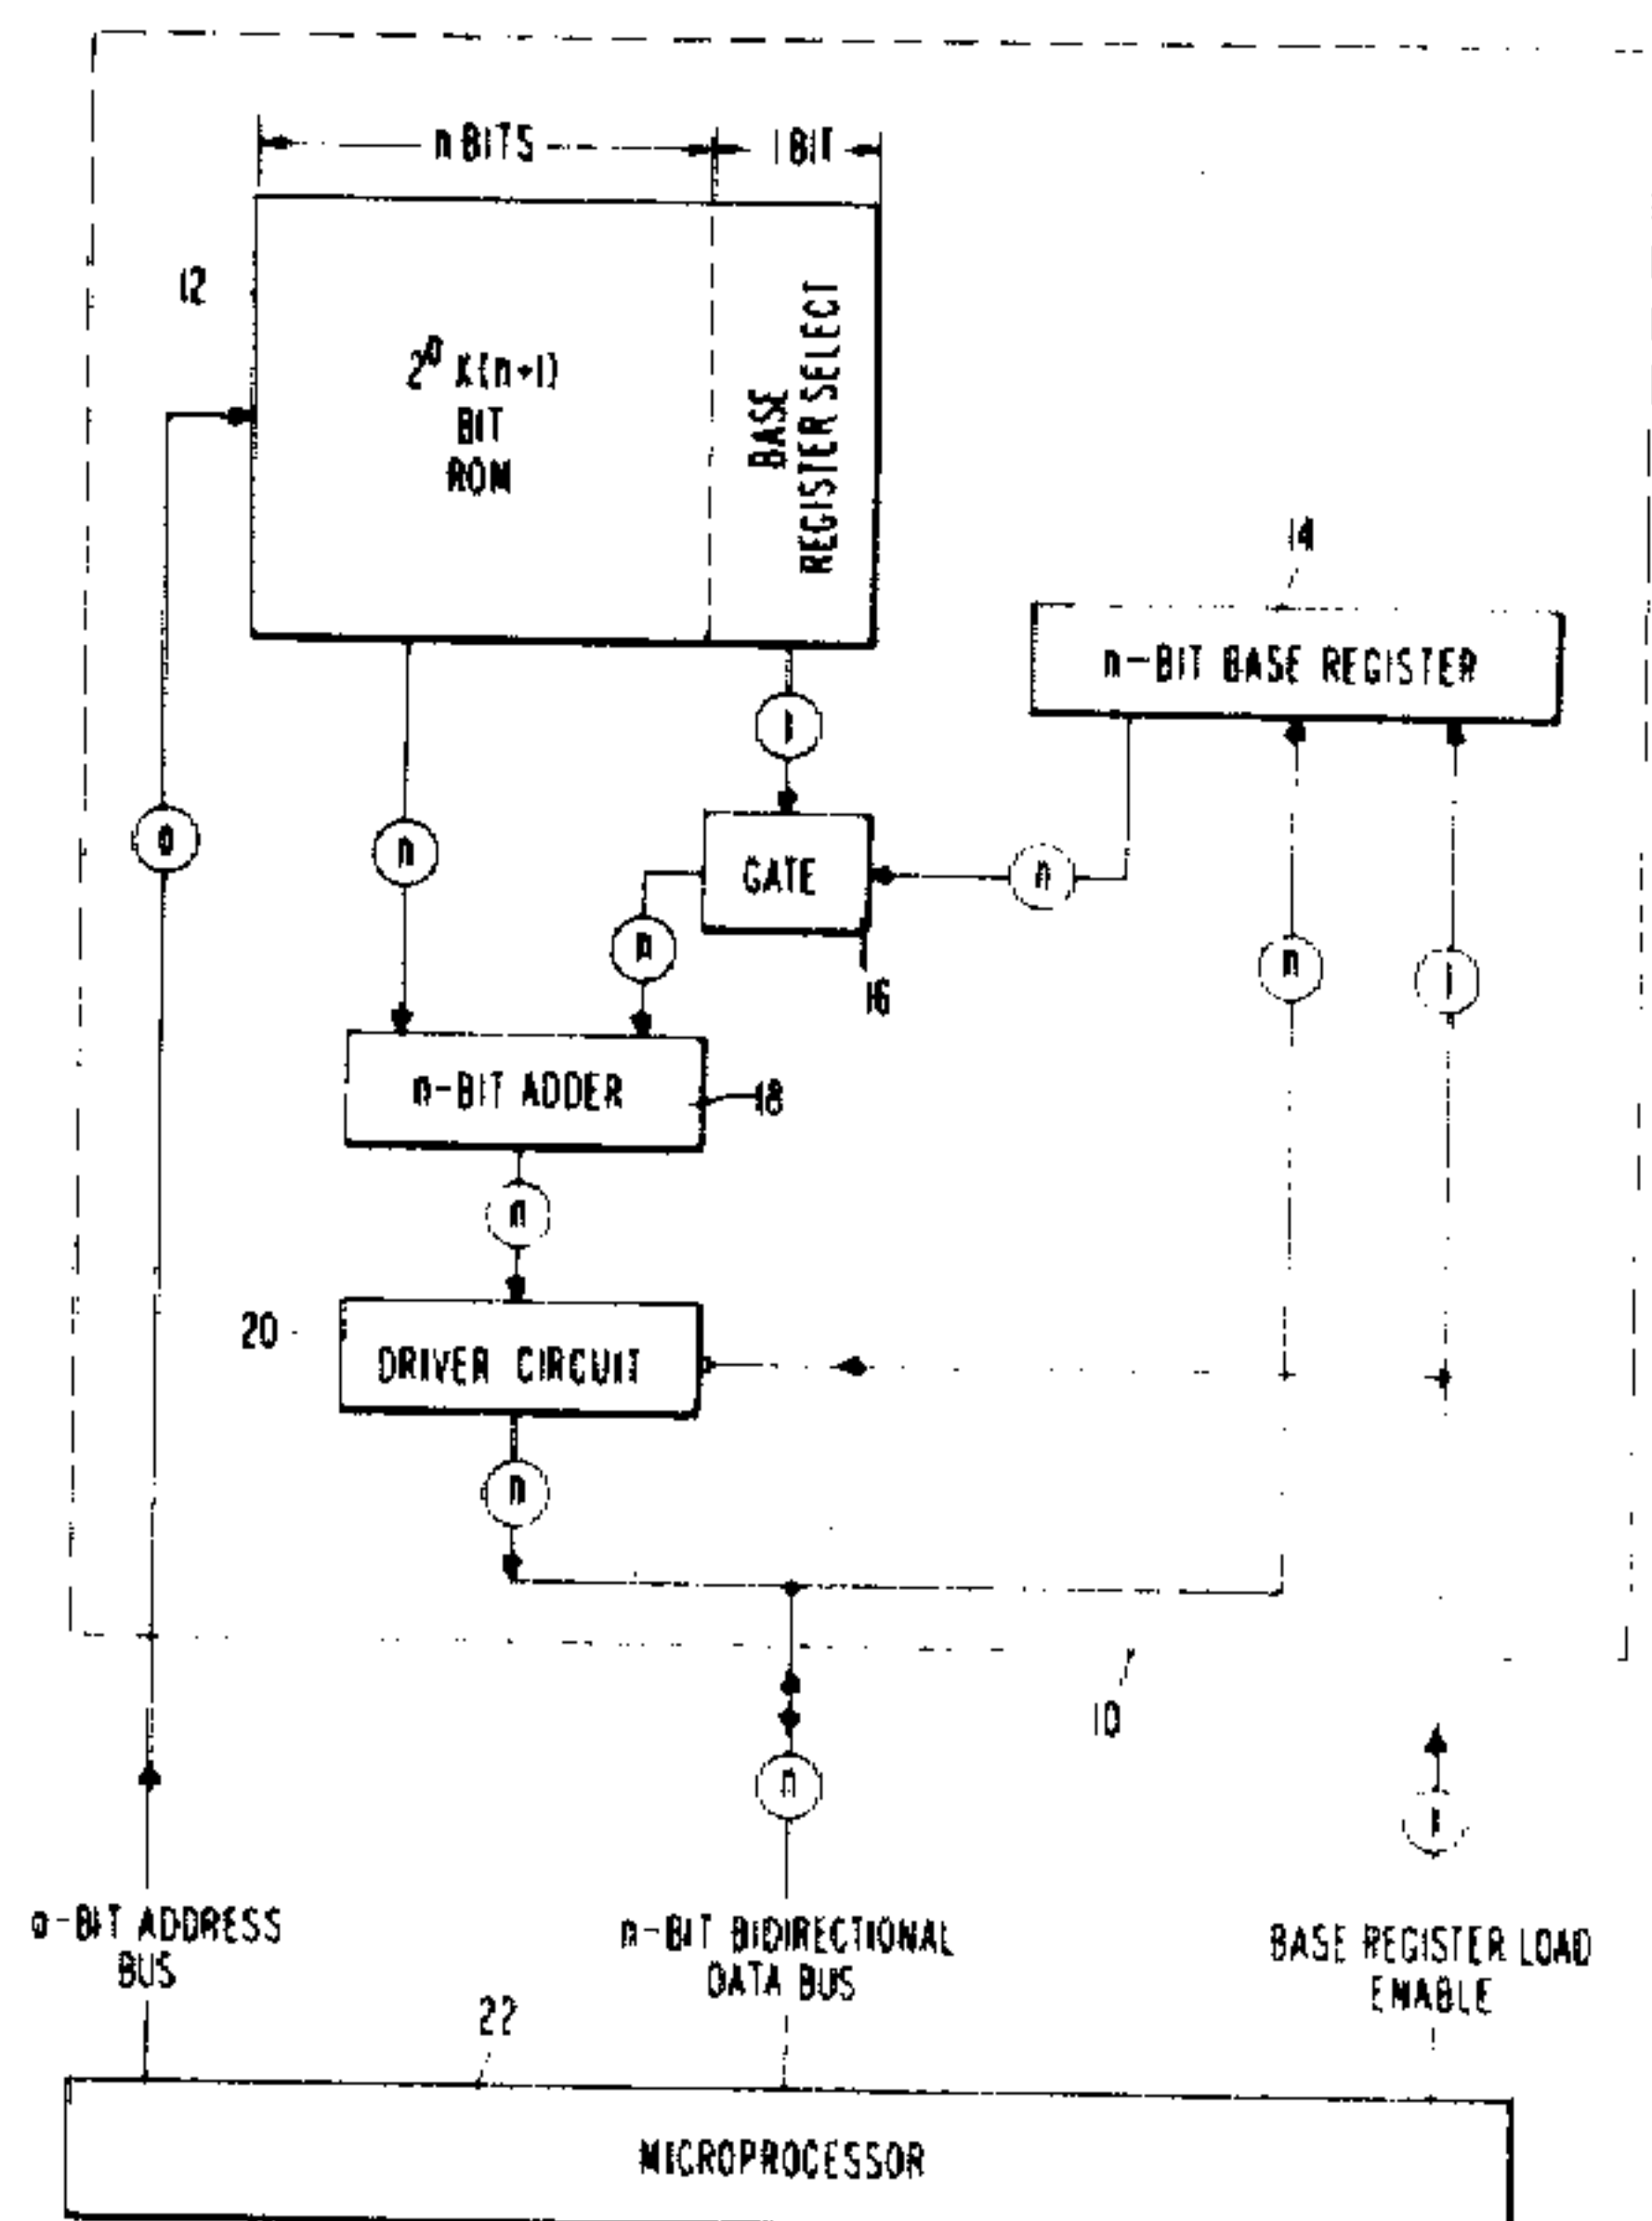 n BITS
1 BIT
12
2ª X (n+1)
BIT
ROM
BASE
REGISTER SELECT
14
n-BIT BASE REGISTER
1
a
n
GATE
n
n
16
n
1
n-BIT ADDER
18
n
20
DRIVER CIRCUIT
n
10
n
1
a-BIT ADDRESS
BUS
n-BIT BIDIRECTIONAL
DATA BUS
BASE REGISTER LOAD
ENABLE
22
MICROPROCESSOR